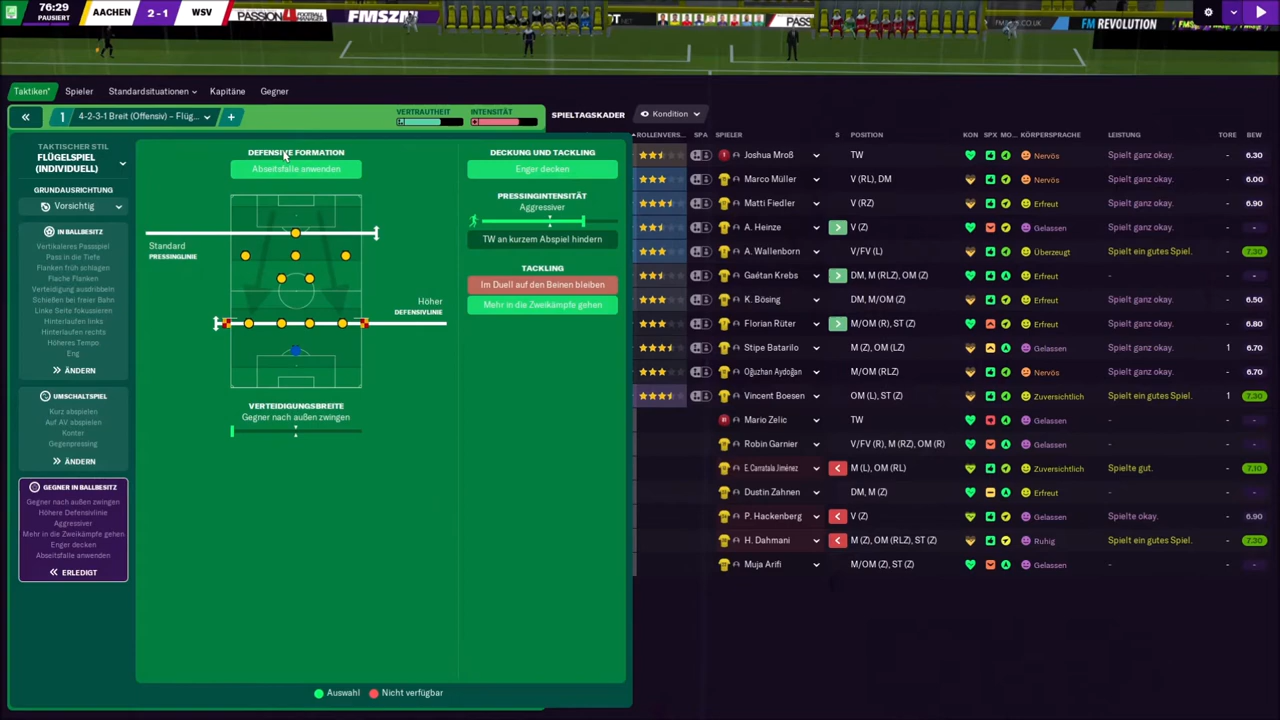 76:29
PAUSIERT
AACHEN 2 - 1 WSV
PASSION
FMSZN
PASS
FM REVOLUTION
Taktiken* Spieler Standardsituationen Kapitäne Gegner
1 4-2-3-1 Breit (Offensiv) – Flüg...
VERTRAUTHEIT INTENSITÄT
SPIELTAGSKADER
Kondition
TAKTISCHER STIL
FLÜGELSPIEL
(INDIVIDUELL)
GRUNDAUSRICHTUNG
Vorsichtig
IN BALLBESITZ
Vertikaleres Passspiel
Pass in die Tiefe
Flanken früh schlagen
Flache Flanken
Verteidigung ausdribbeln
Schießen bei freier Bahn
Linke Seite fokussieren
Hinterlaufen links
Hinterlaufen rechts
Höheres Tempo
Eng
ÄNDERN
UMSCHALTSPIEL
Kurz abspielen
Auf AV abspielen
Konter
Gegenpressing
ÄNDERN
GEGNER IN BALLBESITZ
Gegner nach außen zwingen
Höhere Defensivlinie
Aggressiver
Mehr in die Zweikämpfe gehen
Enger decken
Abseitsfalle anwenden
ERLEDIGT
DEFENSIVE FORMATION
Abseitsfalle anwenden
Standard
PRESSINGLINIE
Höher
DEFENSIVLINIE
VERTEIDIGUNGSBREITE
Gegner nach außen zwingen
DECKUNG UND TACKLING
Enger decken
PRESSINGINTENSITÄT
Aggressiver
TW an kurzem Abspiel hindern
TACKLING
Im Duell auf den Beinen bleiben
Mehr in die Zweikämpfe gehen
Auswahl Nicht verfügbar
ROLLENVERS... SPA SPIELER S POSITION KON SPX MO... KÖRPERSPRACHE LEISTUNG TORE BEW
Joshua Mroß TW Nervös Spielt ganz okay. - 6.30
Marco Müller V (RL), DM Nervös Spielt ganz okay. - 6.00
Matti Fiedler V (RZ) Erfreut Spielt ganz okay. - 6.90
A. Heinze V (Z) Gelassen - - -
A. Wallenborn V/FV (L) Überzeugt Spielt ein gutes Spiel. - 7.30
Gaétan Krebs DM, M (RLZ), OM (Z) Erfreut - - -
K. Bösing DM, M/OM (Z) Erfreut Spielt ganz okay. - 6.50
Florian Rüter M/OM (R), ST (Z) Erfreut Spielt ganz okay. - 6.80
Stipe Batarilo M (Z), OM (LZ) Gelassen Spielt ganz okay. 1 6.70
Oğuzhan Aydoğan M/OM (RLZ) Nervös Spielt ganz okay. - 6.70
Vincent Boesen OM (L), ST (Z) Zuversichtlich Spielt ein gutes Spiel. 1 7.30
Mario Zelic TW Gelassen - - -
Robin Garnier V/FV (R), M (RZ), OM (R) Gelassen - - -
E. Carratala Jiménez M (L), OM (RL) Zuversichtlich Spielte gut. - 7.10
Dustin Zahnen DM, M (Z) Erfreut - - -
P. Hackenberg V (Z) Gelassen Spielte okay. - 6.90
H. Dahmani M (Z), OM (RLZ), ST (Z) Ruhig Spielt ein gutes Spiel. - 7.30
Muja Arifi M/OM (Z), ST (Z) Gelassen - - -